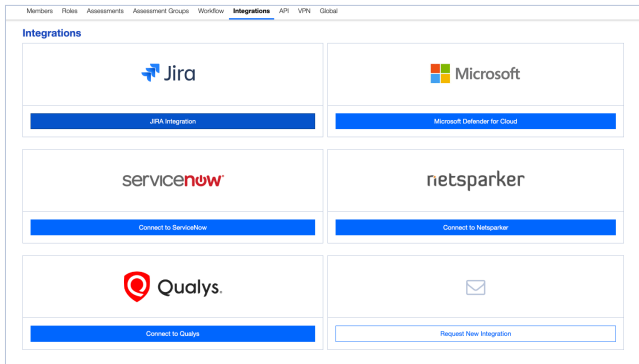 Members Roles Assessments Assessment Groups Workflow Integrations API VPN Global
Integrations
Jira
Microsoft
JIRA Integration
Microsoft Defender for Cloud
servicenow
netsparker
Connect to ServiceNow
Connect to Netsparker
Qualys.
Connect to Qualys
Request New Integration